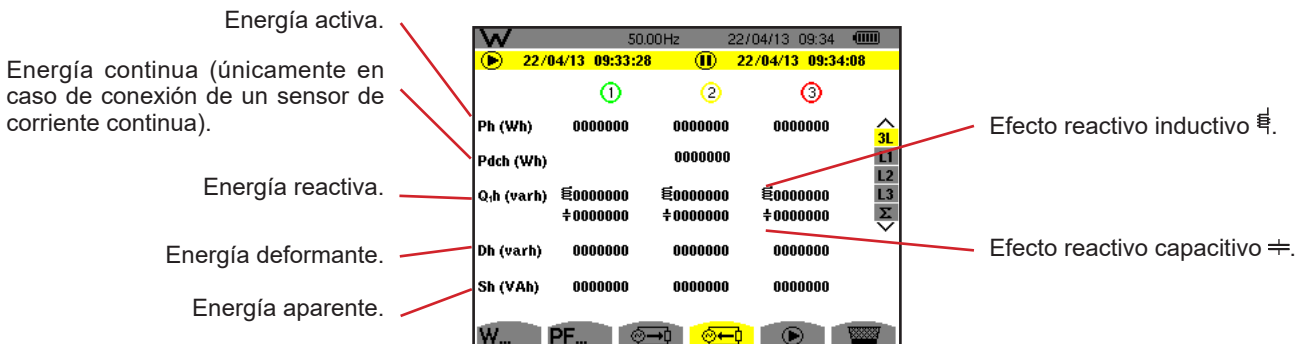 Energía activa.
Energía continua (únicamente en
caso de conexión de un sensor de
corriente continua).
Energía reactiva.
Energía deformante.
Energía aparente.
W 50.00Hz 22/04/13 09:34
22/04/13 09:33:28 22/04/13 09:34:08
1 2 3
Ph (Wh) 0000000 0000000 0000000
Pdch (Wh) 0000000
Q₁h (varh) 0000000 0000000 0000000
0000000 0000000 0000000
Dh (varh) 0000000 0000000 0000000
Sh (VAh) 0000000 0000000 0000000
3L
L1
L2
L3
Σ
W... PF...
Efecto reactivo inductivo .
Efecto reactivo capacitivo .